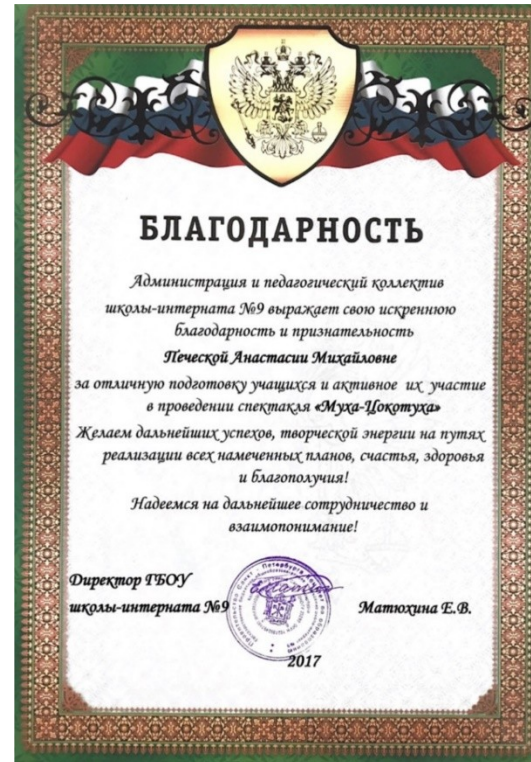 БЛАГОДАРНОСТЬ
Администрация и педагогический коллектив
школы-интерната №9 выражает свою искреннюю
благодарность и признательность
Печеской Анастасии Михайловне
за отличную подготовку учащихся и активное их участие
в проведении спектакля «Муха-Цокотуха»
Желаем дальнейших успехов, творческой энергии на путях
реализации всех намеченных планов, счастья, здоровья
и благополучия!
Надеемся на дальнейшее сотрудничество и
взаимопонимание!
Директор ГБОУ
школы-интерната №9 Матюхина Е.В.
2017